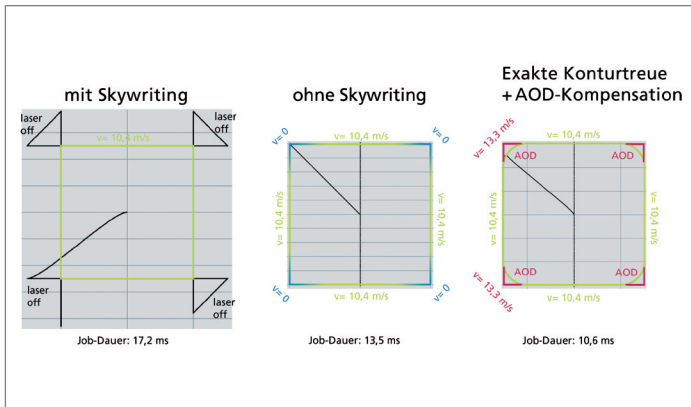 mit Skywriting
laser
off
laser
off
v= 10,4 m/s
laser
off
laser
off
Job-Dauer: 17,2 ms
ohne Skywriting
v= 0
v= 10,4 m/s
v= 0
v= 10,4 m/s
v= 10,4 m/s
v= 0
v= 10,4 m/s
v= 0
Job-Dauer: 13,5 ms
Exakte Konturtreue
+AOD-Kompensation
v= 13,3 m/s
v= 10,4 m/s
AOD
AOD
v= 10,4 m/s
v= 10,4 m/s
AOD
AOD
v= 13,3 m/s
v= 10,4 m/s
Job-Dauer: 10,6 ms